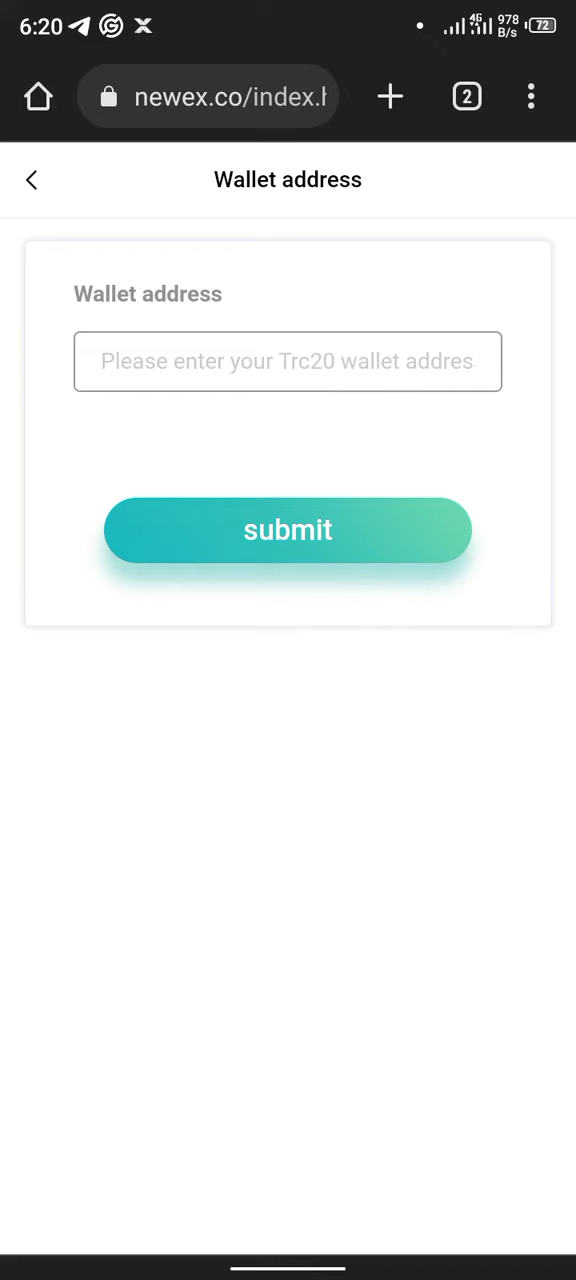 6:20
4G
978
B/s
72
newex.co/index.h
2
Wallet address
Wallet address
Please enter your Trc20 wallet addres
submit